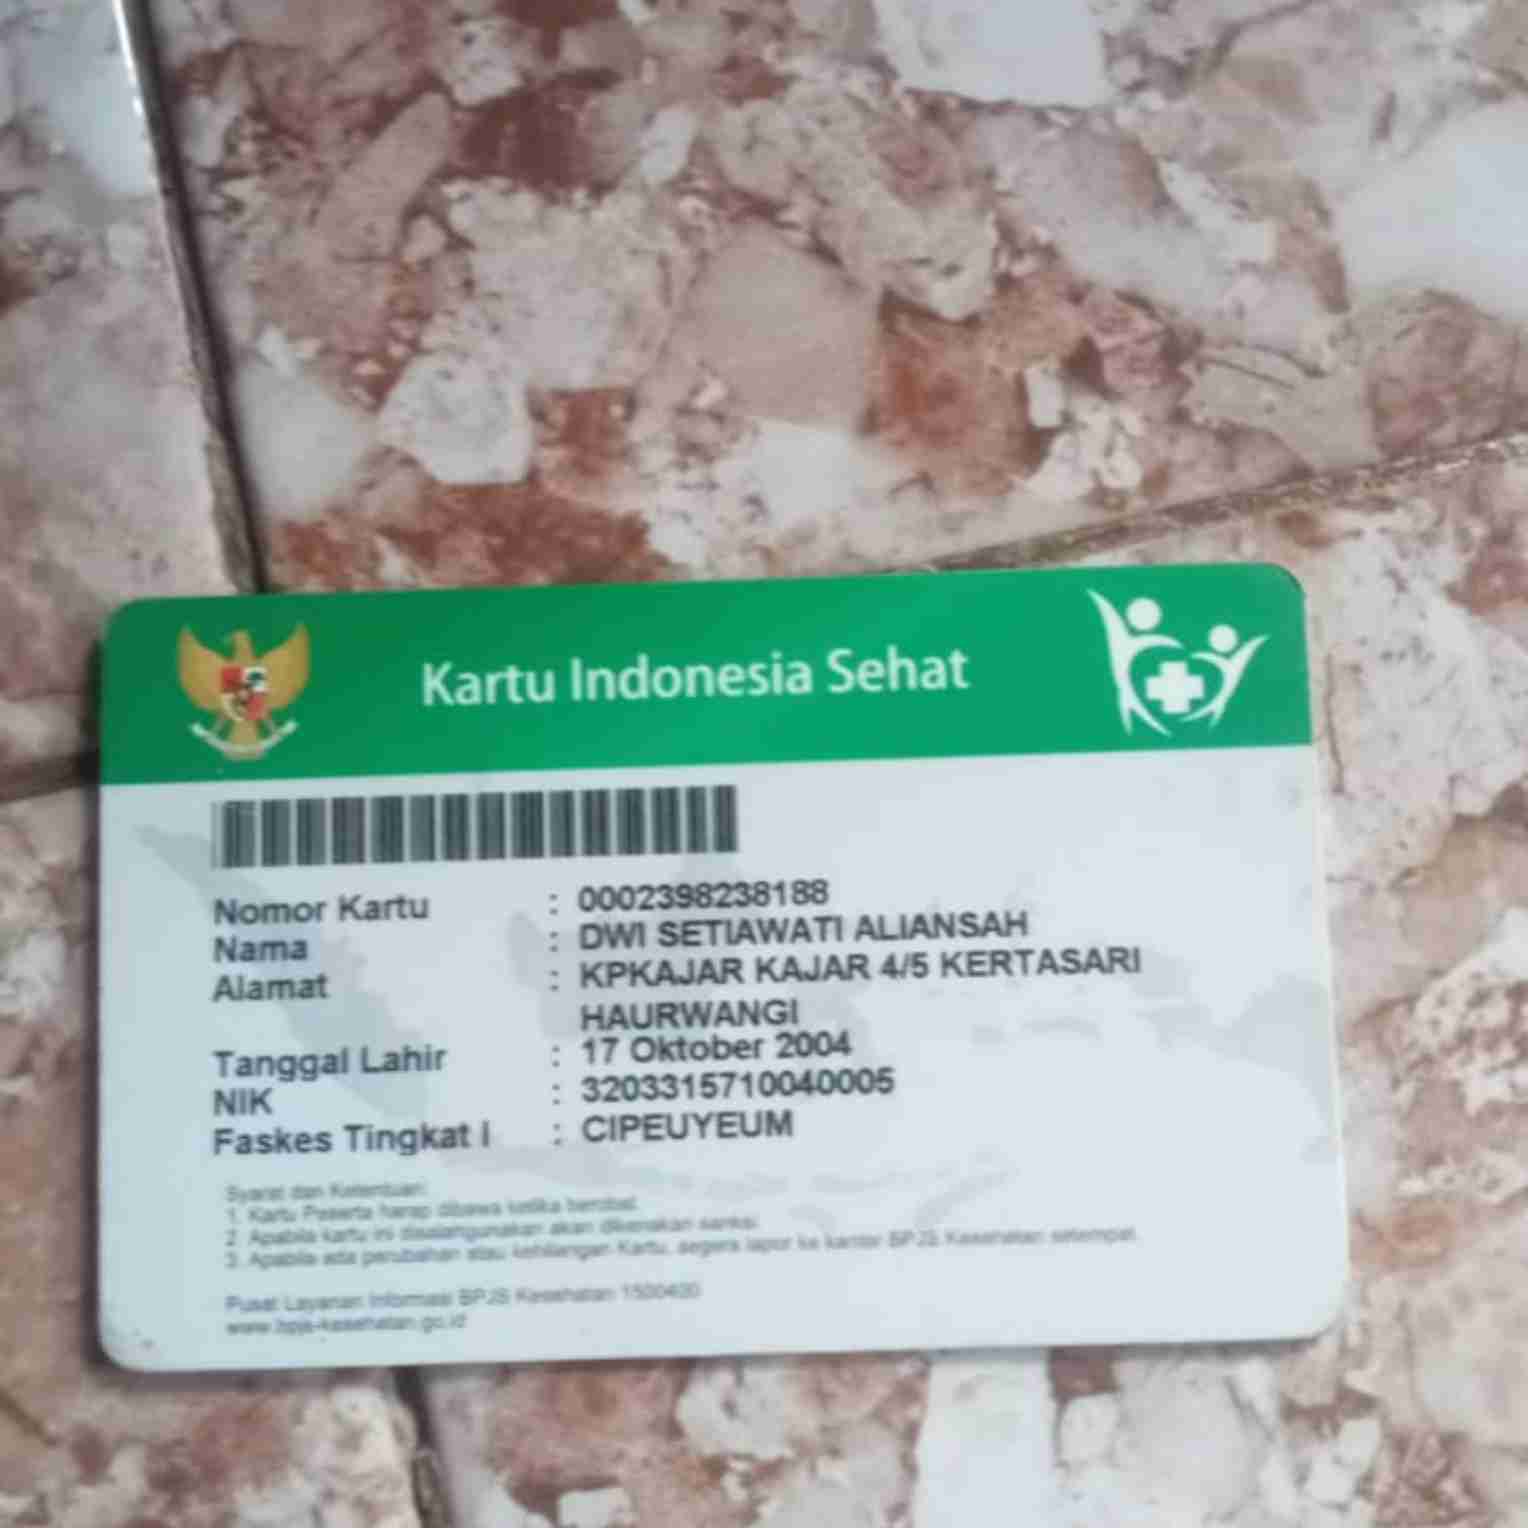 Kartu Indonesia Sehat
Nomor Kartu : 0002398238188
Nama : DWI SETIAWATI ALIANSAH
Alamat : KPKAJAR KAJAR 4/5 KERTASARI
HAURWANGI
Tanggal Lahir : 17 Oktober 2004
NIK : 3203315710040005
Faskes Tingkat I : CIPEUYEUM
Syarat dan Ketentuan:
1. Kartu Peserta harap dibawa ketika berobat.
2. Apabila kartu ini disalahgunakan akan dikenakan sanksi.
3. Apabila ada perubahan atau kehilangan Kartu, segera lapor ke kantor BPJS Kesehatan setempat.
Pusat Layanan Informasi BPJS Kesehatan 1500400
www.bpjs-kesehatan.go.id